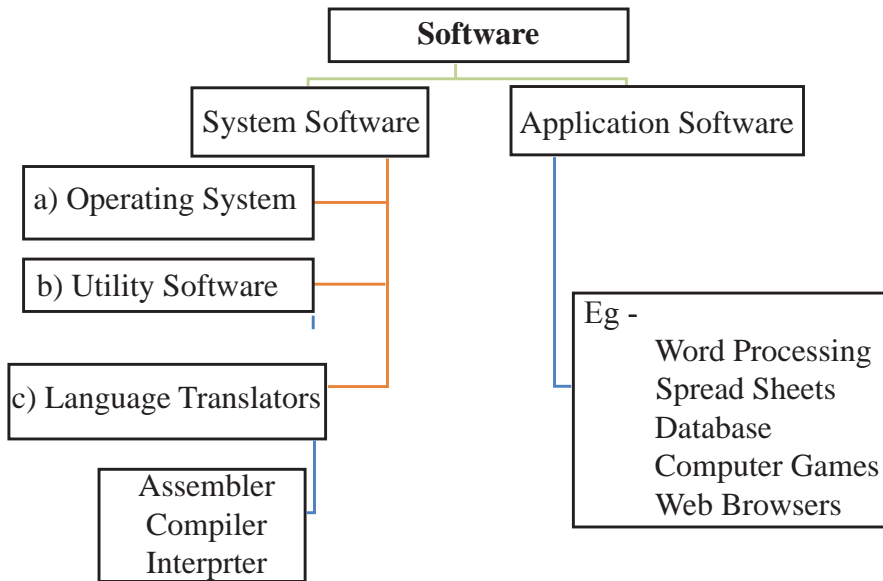 Software
System Software
Application Software
a) Operating System
b) Utility Software
c) Language Translators
Assembler
Compiler
Interprter
Eg -
Word Processing
Spread Sheets
Database
Computer Games
Web Browsers